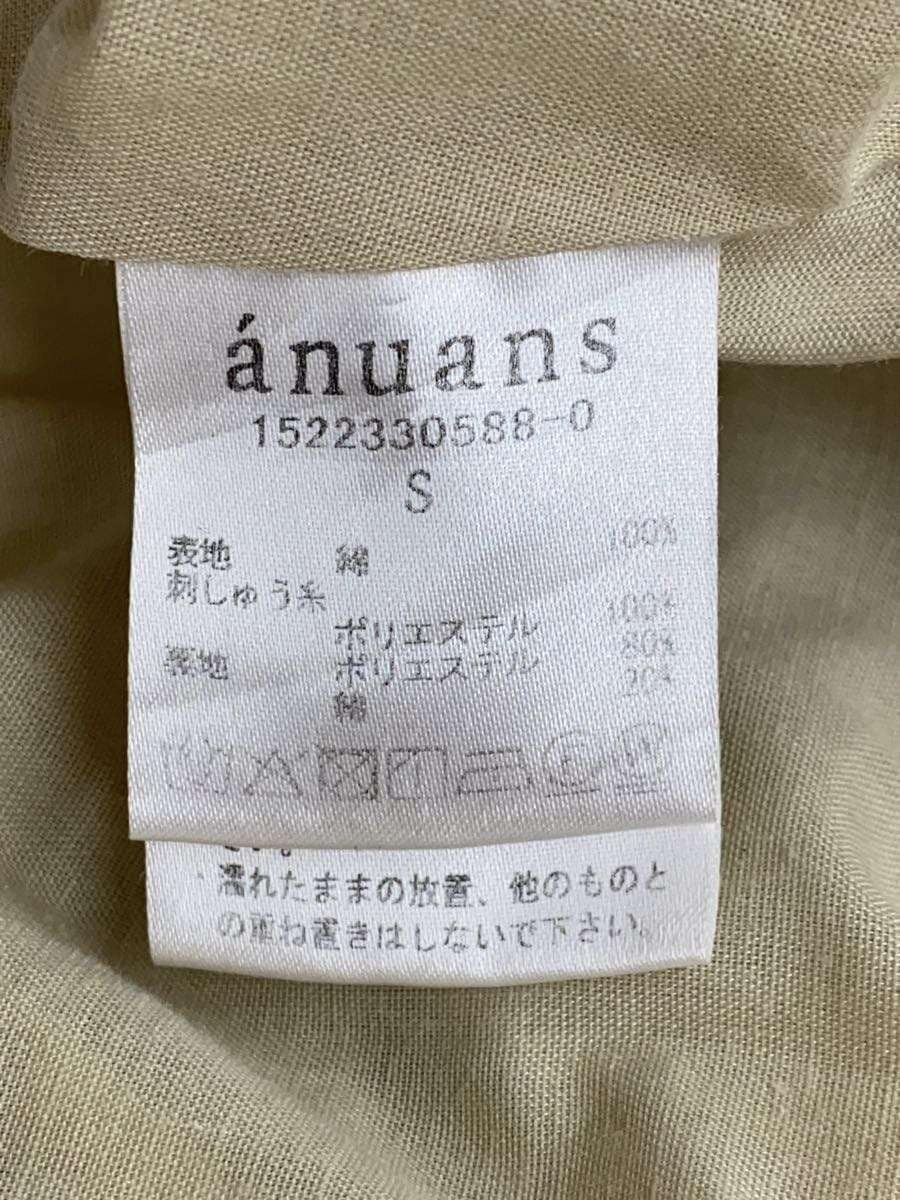 ánuans
1522330588-0
S
表地 綿 100%
刺しゅう糸
ポリエステル 100%
裏地 ポリエステル 80%
綿 20%
さい。
濡れたままの放置、他のものと
の重ね置きはしないで下さい。